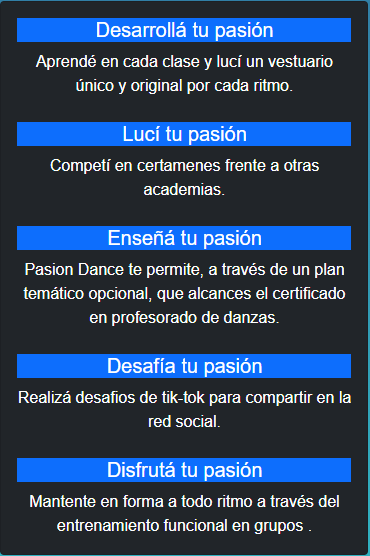 Desarrollá tu pasión
Aprendé en cada clase y lucí un vestuario
único y original por cada ritmo.
Lucí tu pasión
Competí en certamenes frente a otras
academias.
Enseñá tu pasión
Pasion Dance te permite, a través de un plan
temático opcional, que alcances el certificado
en profesorado de danzas.
Desafía tu pasión
Realizá desafios de tik-tok para compartir en la
red social.
Disfrutá tu pasión
Mantente en forma a todo ritmo a través del
entrenamiento funcional en grupos .